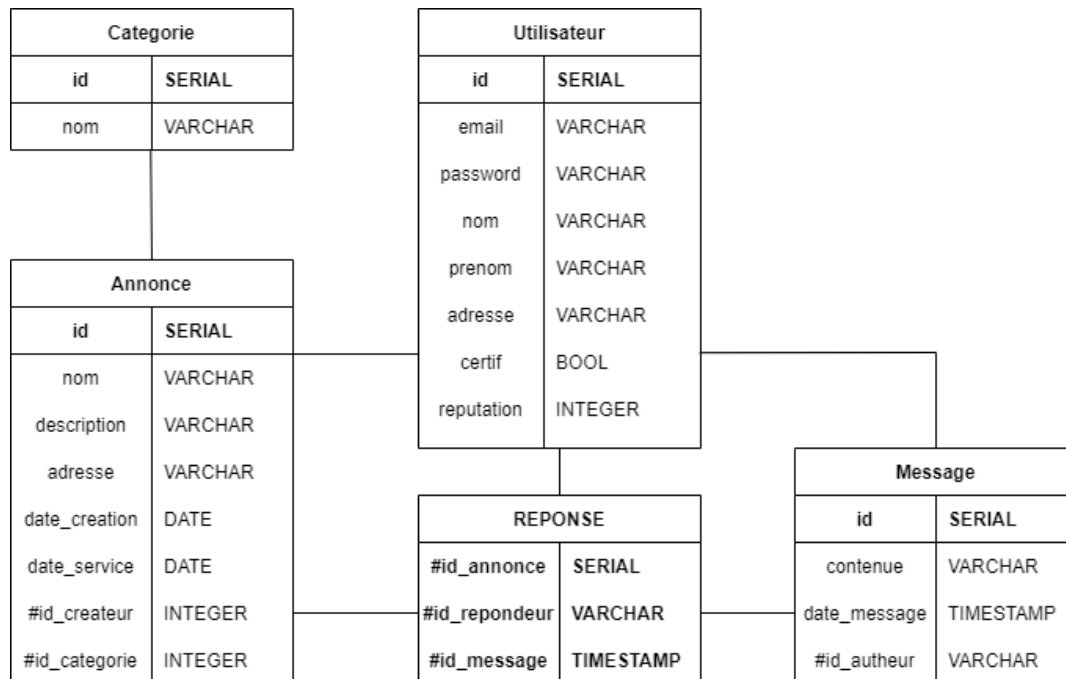 Categorie
id SERIAL
nom VARCHAR
Utilisateur
id SERIAL
email VARCHAR
password VARCHAR
nom VARCHAR
prenom VARCHAR
adresse VARCHAR
certif BOOL
reputation INTEGER
Annonce
id SERIAL
nom VARCHAR
description VARCHAR
adresse VARCHAR
date_creation DATE
date_service DATE
#id_createur INTEGER
#id_categorie INTEGER
REPONSE
#id_annonce SERIAL
#id_repondeur VARCHAR
#id_message TIMESTAMP
Message
id SERIAL
contenue VARCHAR
date_message TIMESTAMP
#id_autheur VARCHAR